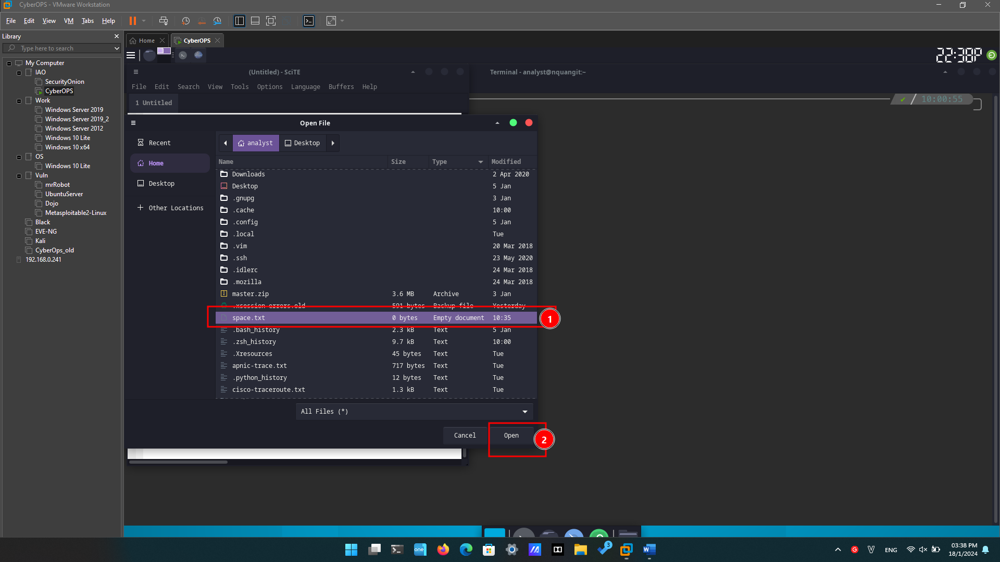 CyberOPS - VMware Workstation
File Edit View VM Tabs Help
Library
Type here to search
My Computer
IAO
SecurityOnion
CyberOPS
Work
Windows Server 2019
Windows Server 2019_2
Windows Server 2012
Windows 10 Lite
Windows 10 x64
OS
Windows 10 Lite
Vuln
mrRobot
UbuntuServer
Dojo
Metasploitable2-Linux
Black
EVE-NG
Kali
CyberOps_old
192.168.0.241
Home CyberOPS
22:38P
(Untitled) - SciTE
File Edit Search View Tools Options Language Buffers Help
1 Untitled
Terminal - analyst@nquangit:~
10:00:55
Open File
Recent
Home
Desktop
Other Locations
analyst Desktop
Name Size Type Modified
Downloads 2 Apr 2020
Desktop 5 Jan
.gnupg 3 Jan
.cache 10:00
.config 5 Jan
.local Tue
.vim 20 Mar 2018
.ssh 23 May 2020
.idlerc 24 Mar 2018
.mozilla 24 Mar 2018
master.zip 3.6 MB Archive 3 Jan
.xsession-errors.old 591 bytes Backup file Yesterday
space.txt 0 bytes Empty document 10:35
1
.bash_history 2.3 kB Text 5 Jan
.zsh_history 9.7 kB Text 10:00
.Xresources 45 bytes Text Tue
apnic-trace.txt 717 bytes Text Tue
.python_history 12 bytes Text Tue
cisco-traceroute.txt 1.3 kB Text Tue
All Files (*)
Cancel Open
2
one
3
W
G
V
ENG
03:38 PM
18/1/2024